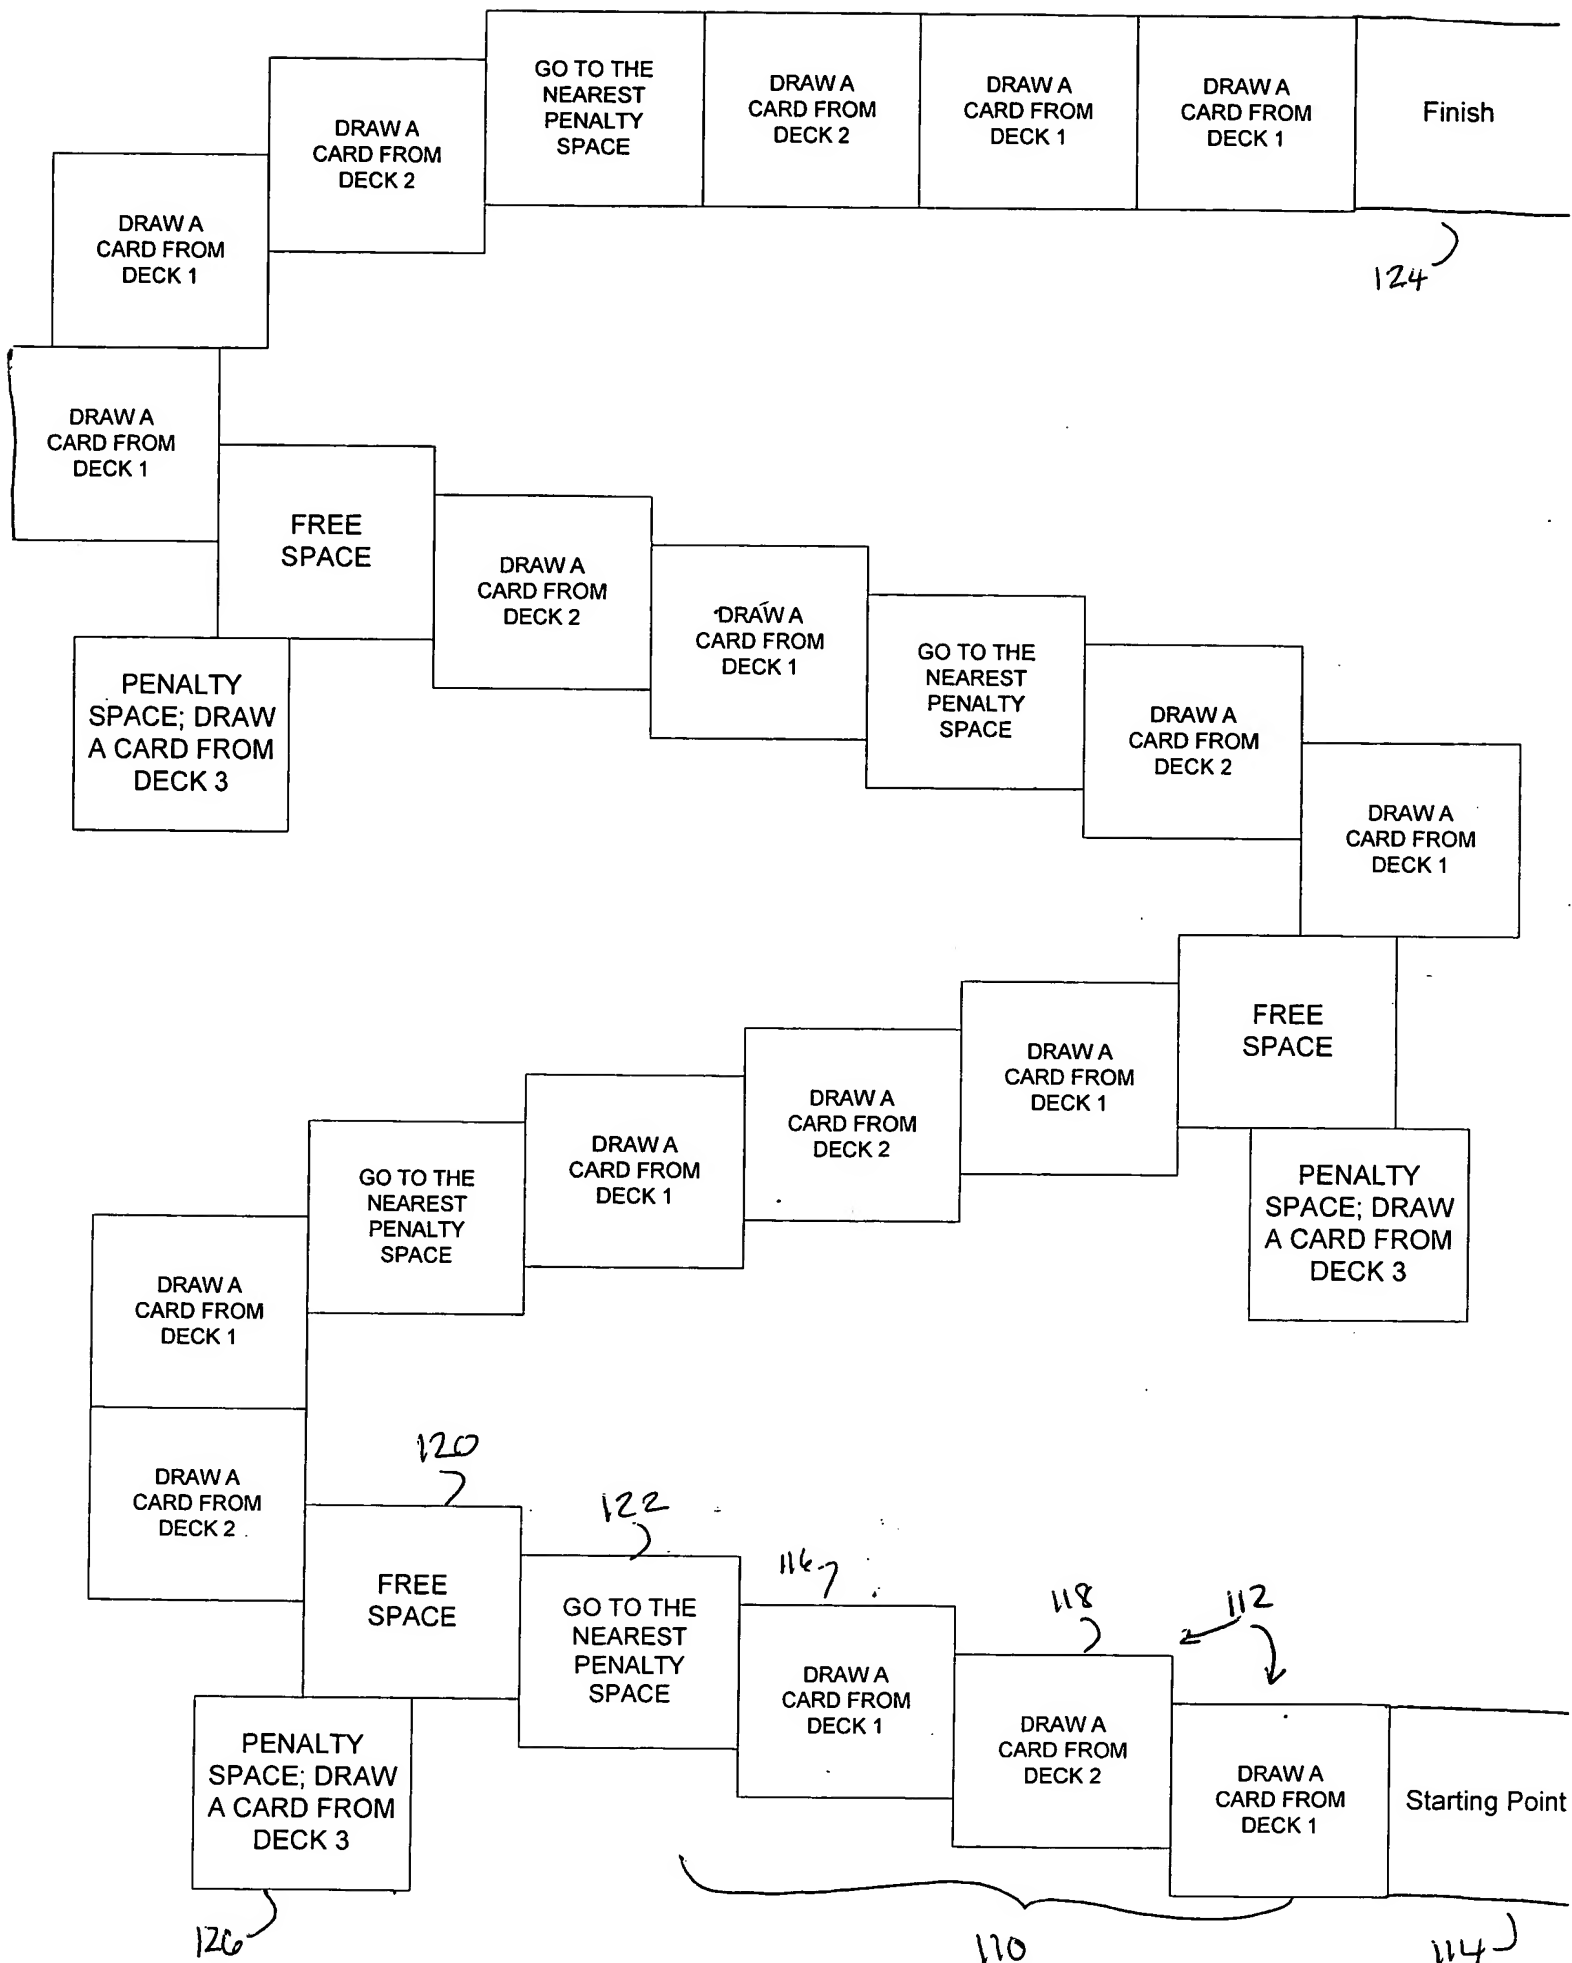 GO TO THE
NEAREST
PENALTY
SPACE
DRAW A
CARD FROM
DECK 2
DRAW A
CARD FROM
DECK 1
DRAW A
CARD FROM
DECK 1
Finish
DRAW A
CARD FROM
DECK 2
DRAW A
CARD FROM
DECK 1
124
DRAW A
CARD FROM
DECK 1
FREE
SPACE
DRAW A
CARD FROM
DECK 2
DRAW A
CARD FROM
DECK 1
GO TO THE
NEAREST
PENALTY
SPACE
DRAW A
CARD FROM
DECK 2
DRAW A
CARD FROM
DECK 1
PENALTY
SPACE; DRAW
A CARD FROM
DECK 3
FREE
SPACE
DRAW A
CARD FROM
DECK 1
DRAW A
CARD FROM
DECK 2
DRAW A
CARD FROM
DECK 1
GO TO THE
NEAREST
PENALTY
SPACE
PENALTY
SPACE; DRAW
A CARD FROM
DECK 3
DRAW A
CARD FROM
DECK 1
DRAW A
CARD FROM
DECK 2
120
FREE
SPACE
122
GO TO THE
NEAREST
PENALTY
SPACE
116
DRAW A
CARD FROM
DECK 1
118
DRAW A
CARD FROM
DECK 2
112
DRAW A
CARD FROM
DECK 1
Starting Point
PENALTY
SPACE; DRAW
A CARD FROM
DECK 3
126
110
114